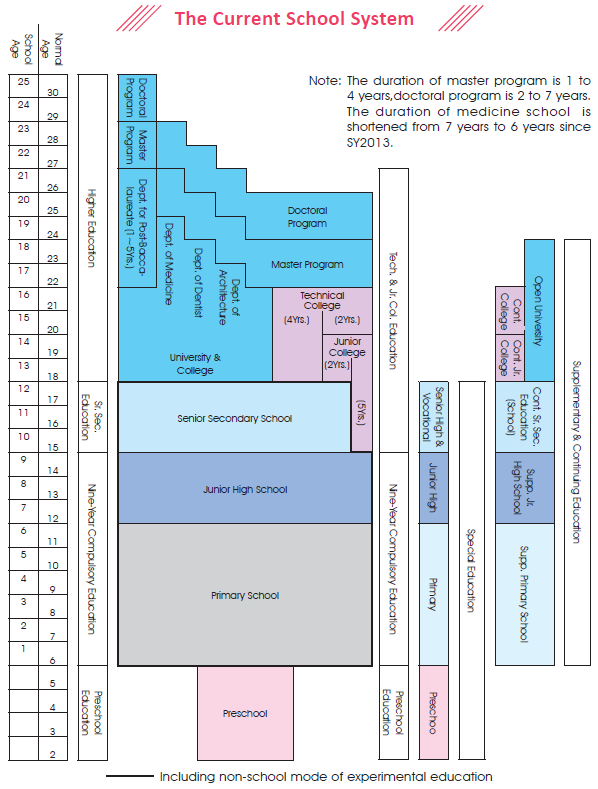 The Current School System
School
Age
Normal
Age
Note: The duration of master program is 1 to
4 years,doctoral program is 2 to 7 years.
The duration of medicine school is
shortened from 7 years to 6 years since
SY2013.
25
24
23
22
21
20
19
18
17
16
15
14
13
12
11
10
9
8
7
6
5
4
3
2
1
30
29
28
27
26
25
24
23
22
21
20
19
18
17
16
15
14
13
12
11
10
9
8
7
6
5
4
3
2
Higher Education
Sr. Sec.
Education
Nine-Year Compulsory Education
Preschool
Education
Doctoral
Program
Master
Program
Dept. for Post-Bacca-
laureate (1~5Yrs.)
Dept. of Medicine
Dept. of Dentist
Dept. of
Architecture
Doctoral
Program
Master Program
University &
College
Technical
College
(4Yrs.)
(2Yrs.)
Junior
College
(2Yrs.)
(5Yrs.)
Senior Secondary School
Junior High School
Primary School
Preschool
Tech. & Jr. Col. Education
Nine-Year Compulsory Education
Preschool
Education
Senior High &
Vocational
Junior High
Primary
Preschoo
Special Education
Open University
Cont.
College
Cont. Jr.
College
Cont. Sr. Sec.
Education
(School)
Supp. Jr.
High School
Supp. Primary School
Supplementary & Continuing Education
Including non-school mode of experimental education